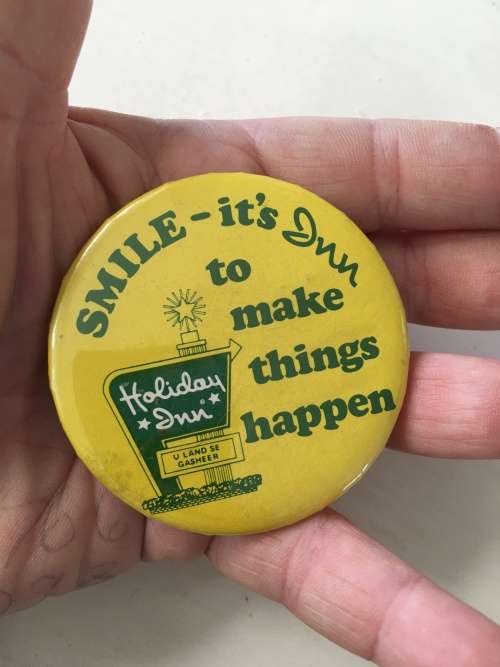 SMILE - it's Inn
to
make
things
happen
Holiday
Inn
U LAND SE
GASHEER